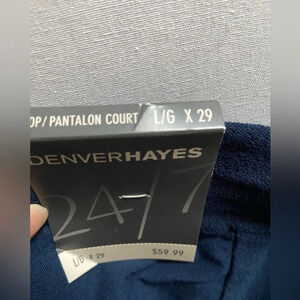 OP/PANTALON COURT L/G X 29
DENVERHAYES
24/7
L/G X 29 $59.99